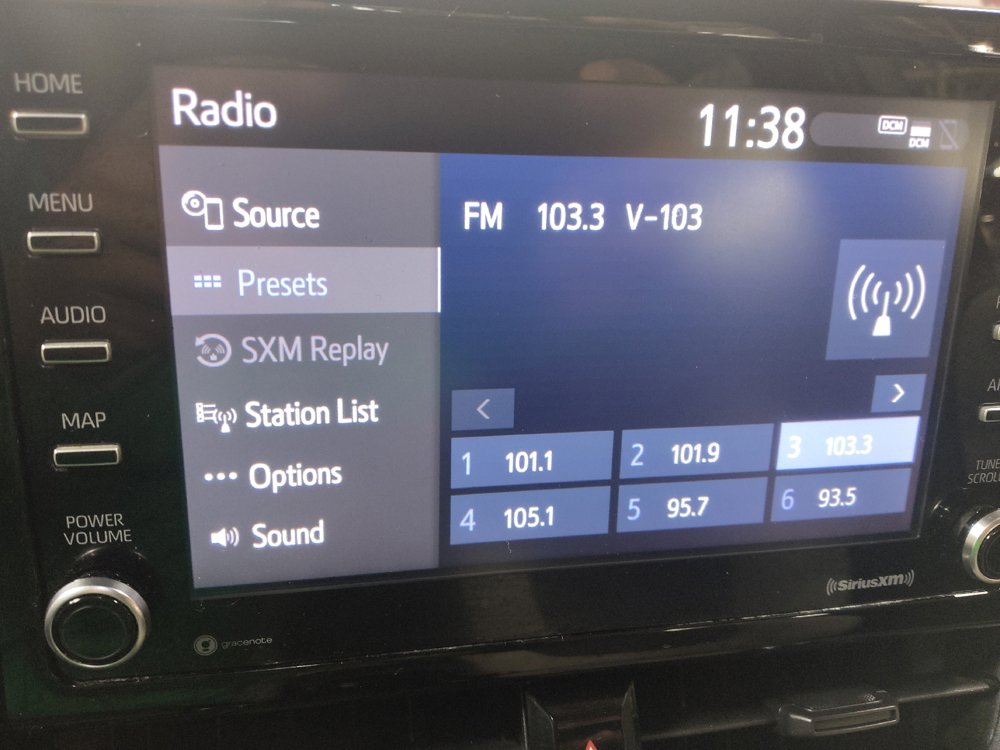 HOME
MENU
AUDIO
MAP
POWER
VOLUME
Radio
11:38
DCM
DCM
Source
Presets
SXM Replay
Station List
Options
Sound
FM 103.3 V-103
<
>
1 101.1
2 101.9
3 103.3
4 105.1
5 95.7
6 93.5
TUNE
SCROLL
SiriusXM
gracenote